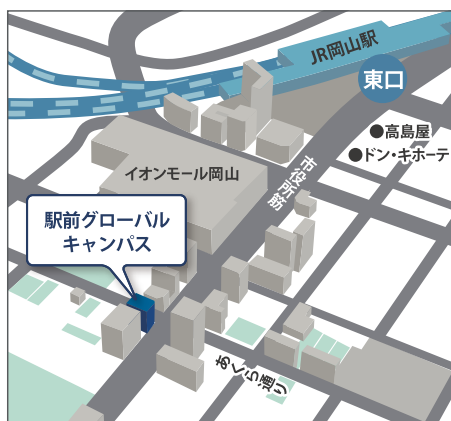 JR岡山駅
東口
●高島屋
●ドン・キホーテ
イオンモール岡山
市役所筋
駅前グローバル
キャンパス
あくら通り